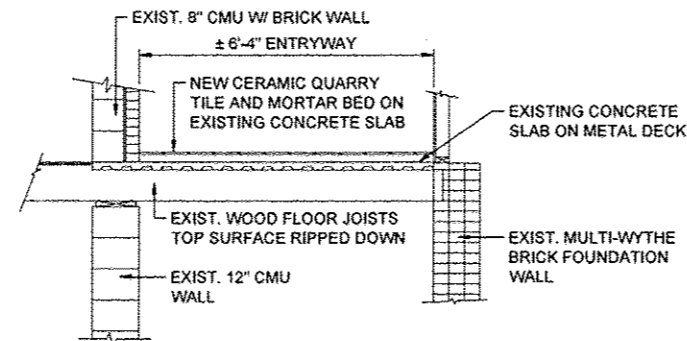 EXIST. 8" CMU W/ BRICK WALL
± 6'-4" ENTRYWAY
NEW CERAMIC QUARRY
TILE AND MORTAR BED ON
EXISTING CONCRETE SLAB
EXISTING CONCRETE
SLAB ON METAL DECK
EXIST. WOOD FLOOR JOISTS
TOP SURFACE RIPPED DOWN
EXIST. MULTI-WYTHE
BRICK FOUNDATION
WALL
EXIST. 12" CMU
WALL